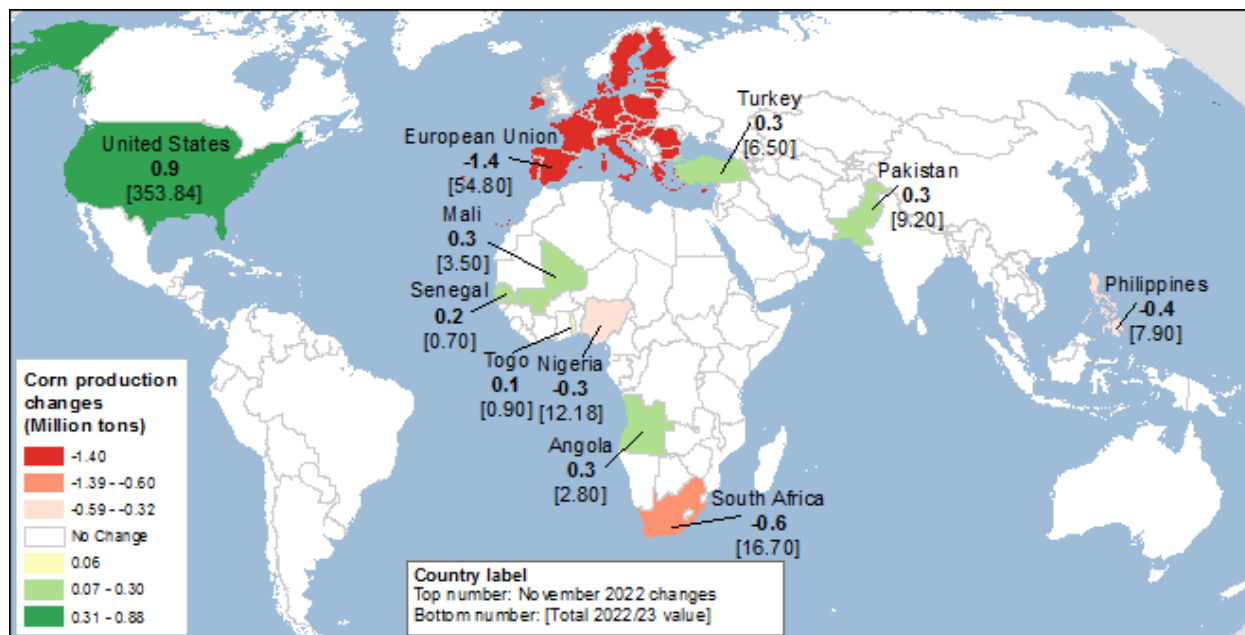 United States
0.9
[353.84]
European Union
-1.4
[54.80]
Turkey
0.3
[6.50]
Pakistan
0.3
[9.20]
Mali
0.3
[3.50]
Senegal
0.2
[0.70]
Togo
0.1
[0.90]
Nigeria
-0.3
[12.18]
Philippines
-0.4
[7.90]
Angola
0.3
[2.80]
South Africa
-0.6
[16.70]
Corn production
changes
(Million tons)
-1.40
-1.39 - -0.60
-0.59 - -0.32
No Change
0.06
0.07 - 0.30
0.31 - 0.88
Country label
Top number: November 2022 changes
Bottom number: [Total 2022/23 value]